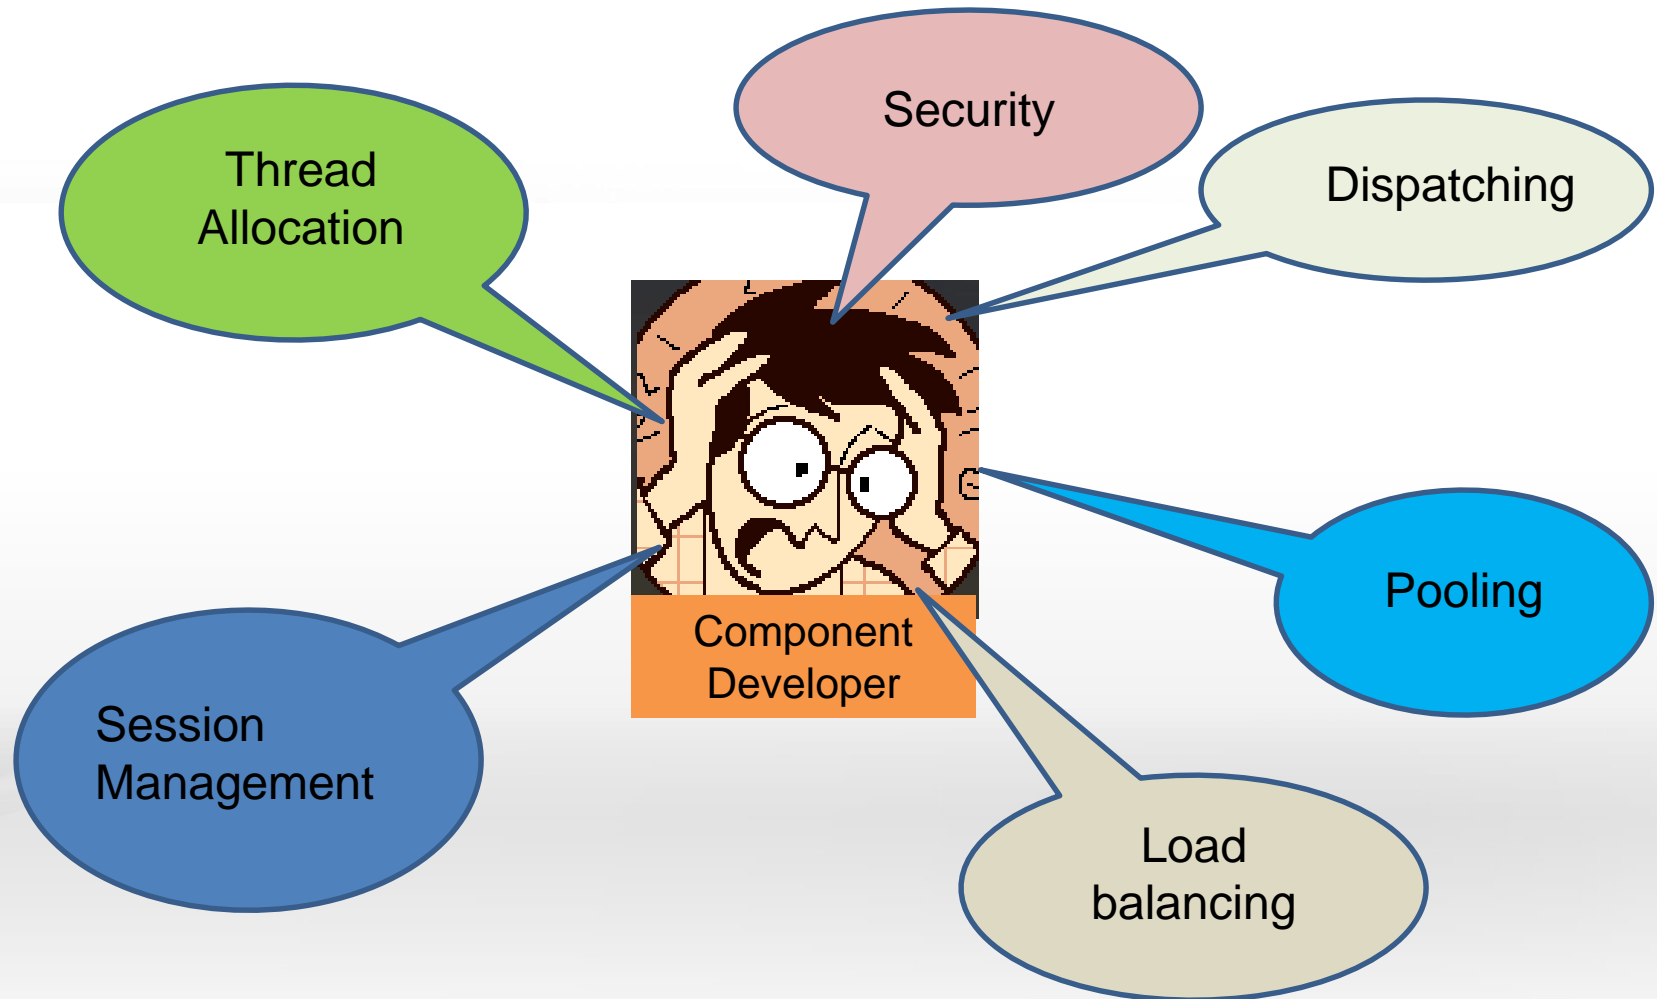 Security
Thread
Allocation
Dispatching
Pooling
Component
Developer
Session
Management
Load
balancing